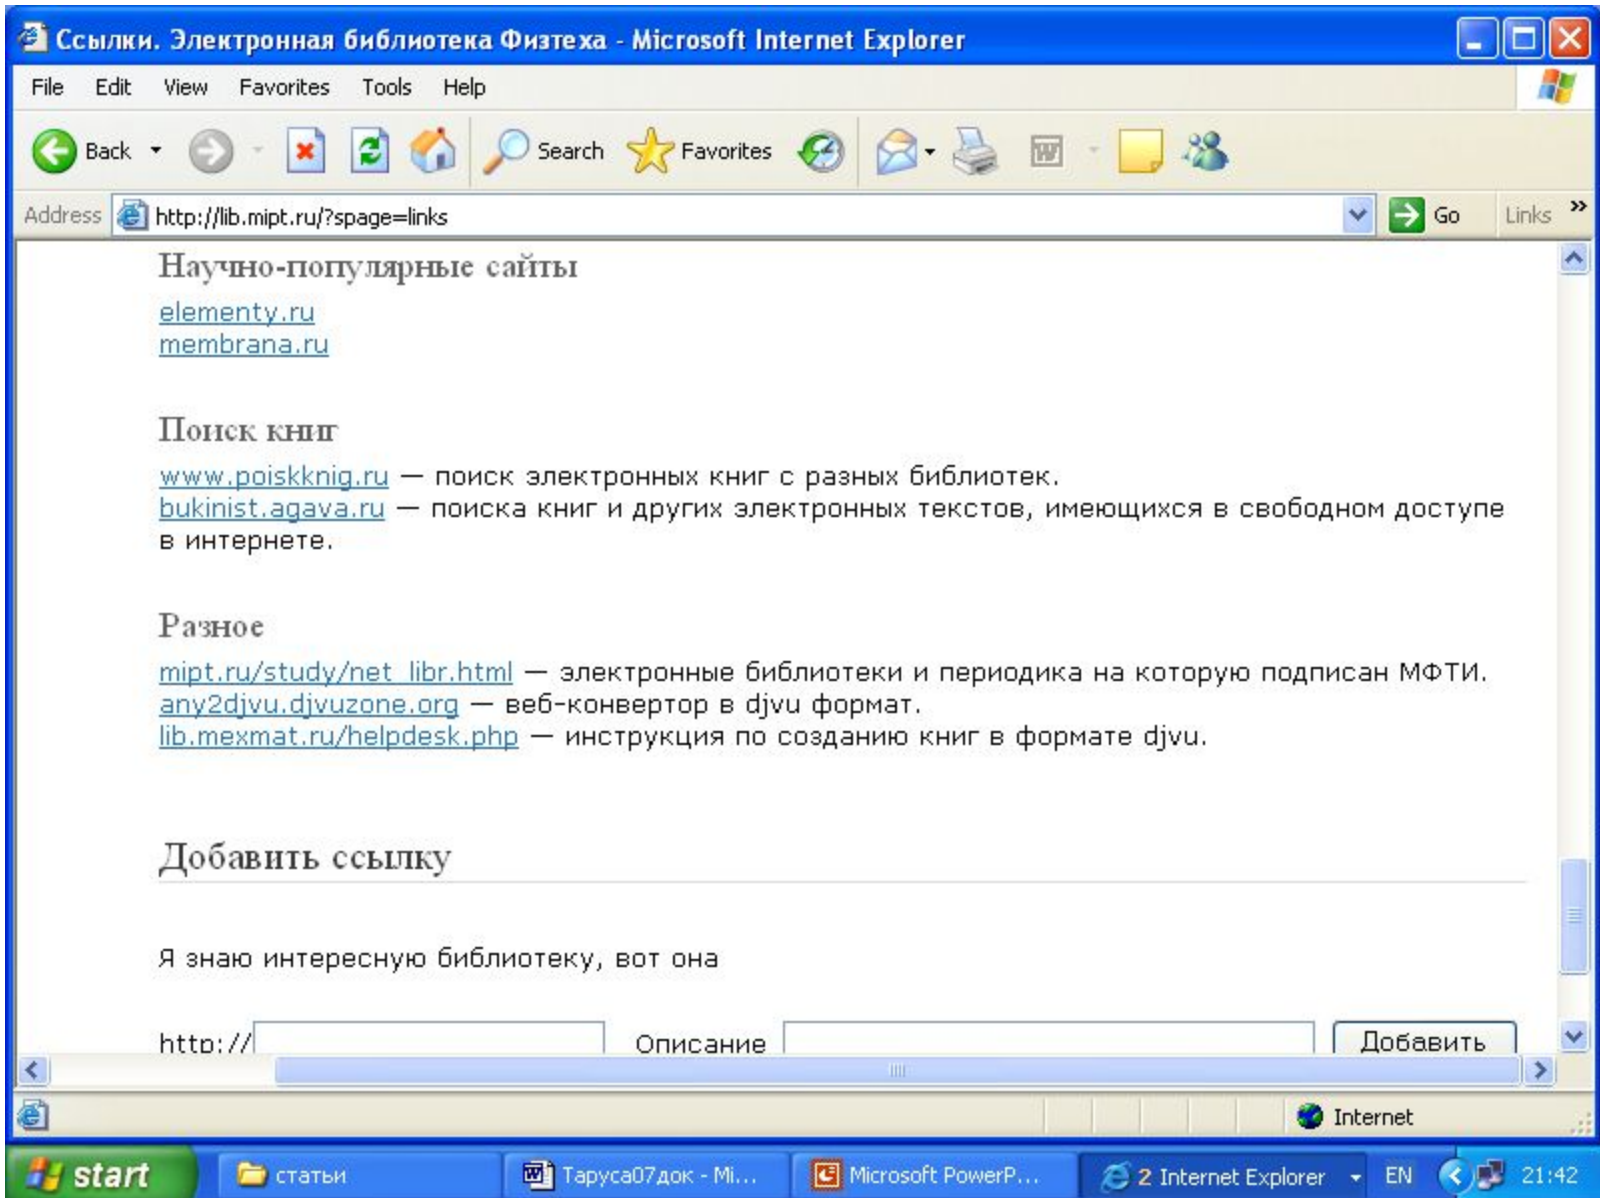 Ссылки. Электронная библиотека Физтеха - Microsoft Internet Explorer
File Edit View Favorites Tools Help
Back Search Favorites
Address http://lib.mipt.ru/?spage=links Go Links »
Научно-популярные сайты
elementy.ru
membrana.ru
Поиск книг
www.poiskknig.ru — поиск электронных книг с разных библиотек.
bukinist.agava.ru — поиска книг и других электронных текстов, имеющихся в свободном доступе
в интернете.
Разное
mipt.ru/study/net_libr.html — электронные библиотеки и периодика на которую подписан МФТИ.
any2djvu.djvuzone.org — веб-конвертор в djvu формат.
lib.mexmat.ru/helpdesk.php — инструкция по созданию книг в формате djvu.
Добавить ссылку
Я знаю интересную библиотеку, вот она
http:// Описание Добавить
Internet
start статьи Таруса07док - Mi... Microsoft PowerP... 2 Internet Explorer EN 21:42